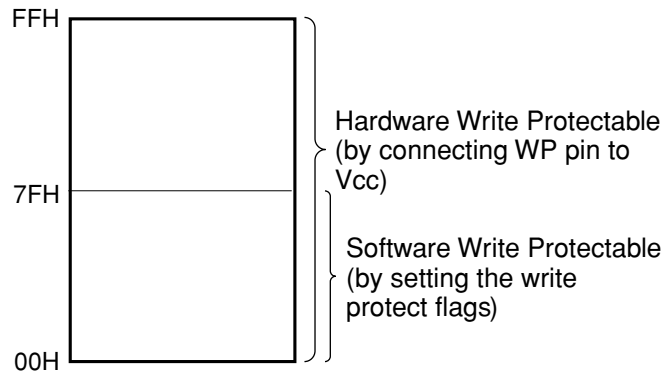 FFH
Hardware Write Protectable
(by connecting WP pin to
Vcc)
7FH
Software Write Protectable
(by setting the write
protect flags)
00H